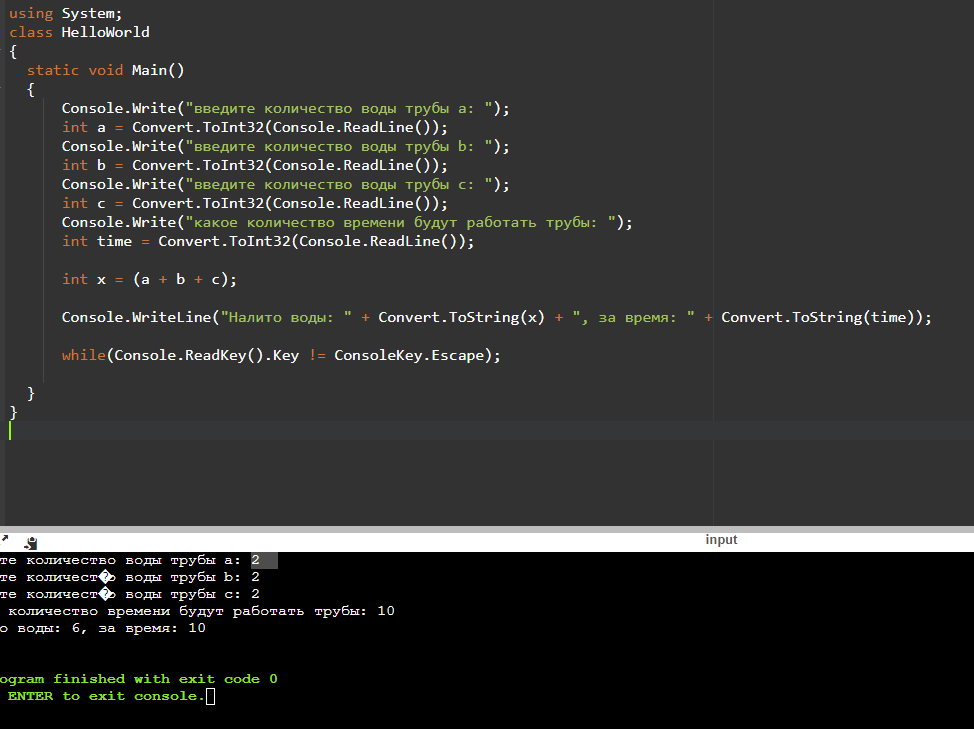 using System;
class HelloWorld
{
static void Main()
{
Console.Write("введите количество воды трубы a: ");
int a = Convert.ToInt32(Console.ReadLine());
Console.Write("введите количество воды трубы b: ");
int b = Convert.ToInt32(Console.ReadLine());
Console.Write("введите количество воды трубы c: ");
int c = Convert.ToInt32(Console.ReadLine());
Console.Write("какое количество времени будут работать трубы: ");
int time = Convert.ToInt32(Console.ReadLine());
int x = (a + b + c);
Console.WriteLine("Налито воды: " + Convert.ToString(x) + ", за время: " + Convert.ToString(time));
while(Console.ReadKey().Key != ConsoleKey.Escape);
}
}
input
те количество воды трубы a: 2
те количест�о воды трубы b: 2
те количест�о воды трубы c: 2
количество времени будут работать трубы: 10
о воды: 6, за время: 10
ogram finished with exit code 0
ENTER to exit console.